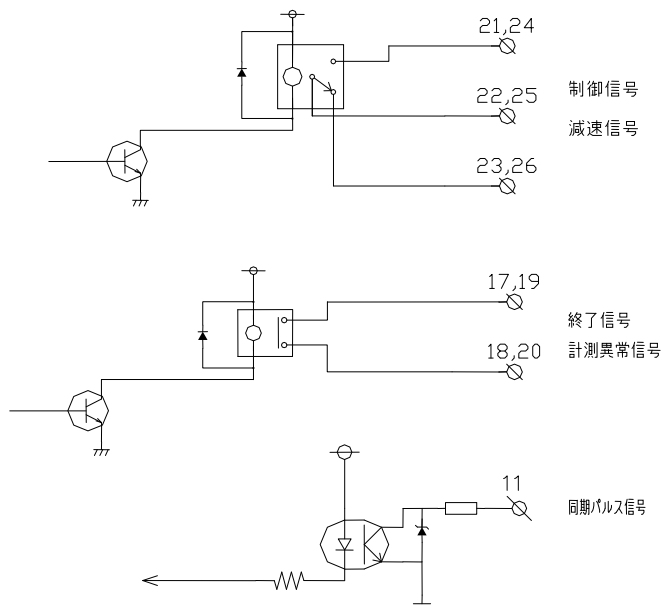 21,24
制御信号
22,25
減速信号
23,26
17,19
終了信号
18,20
計測異常信号
11
同期パルス信号